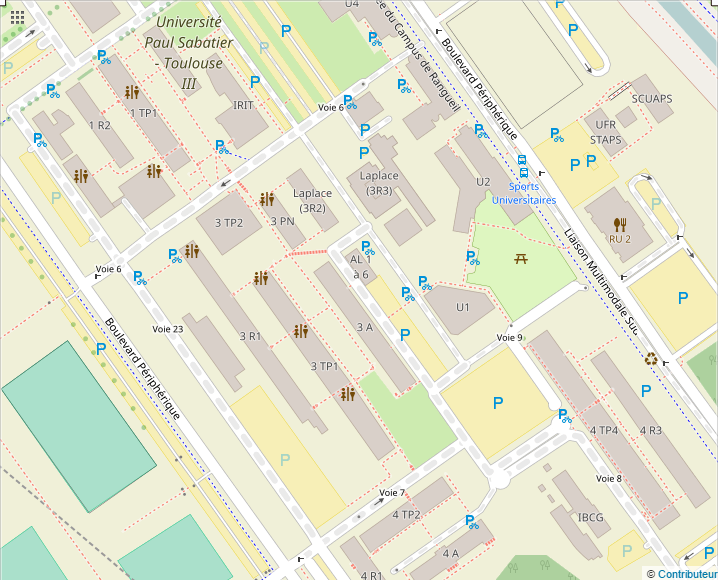 Université
Paul Sabatier
- Toulouse
III
U4
ée du Campus de Rangueil
Boulevard Périphérique
SCUAPS
UFR
STAPS
1 R2
1 TP1
IRIT
Voie 6
Laplace
(3R2)
Laplace
(3R3)
U2
Sports
Universitaires
RU 2
3 TP2
3 PN
AL 1
à 6
Liaison Multimodale Suc
Voie 6
Voie 23
Boulevard Périphérique
3 R1
3 A
3 TP1
U1
Voie 9
4 TP4
4 R3
Voie 8
Voie 7
4 TP2
IBCG
4 A
4 R1
© Contributeur